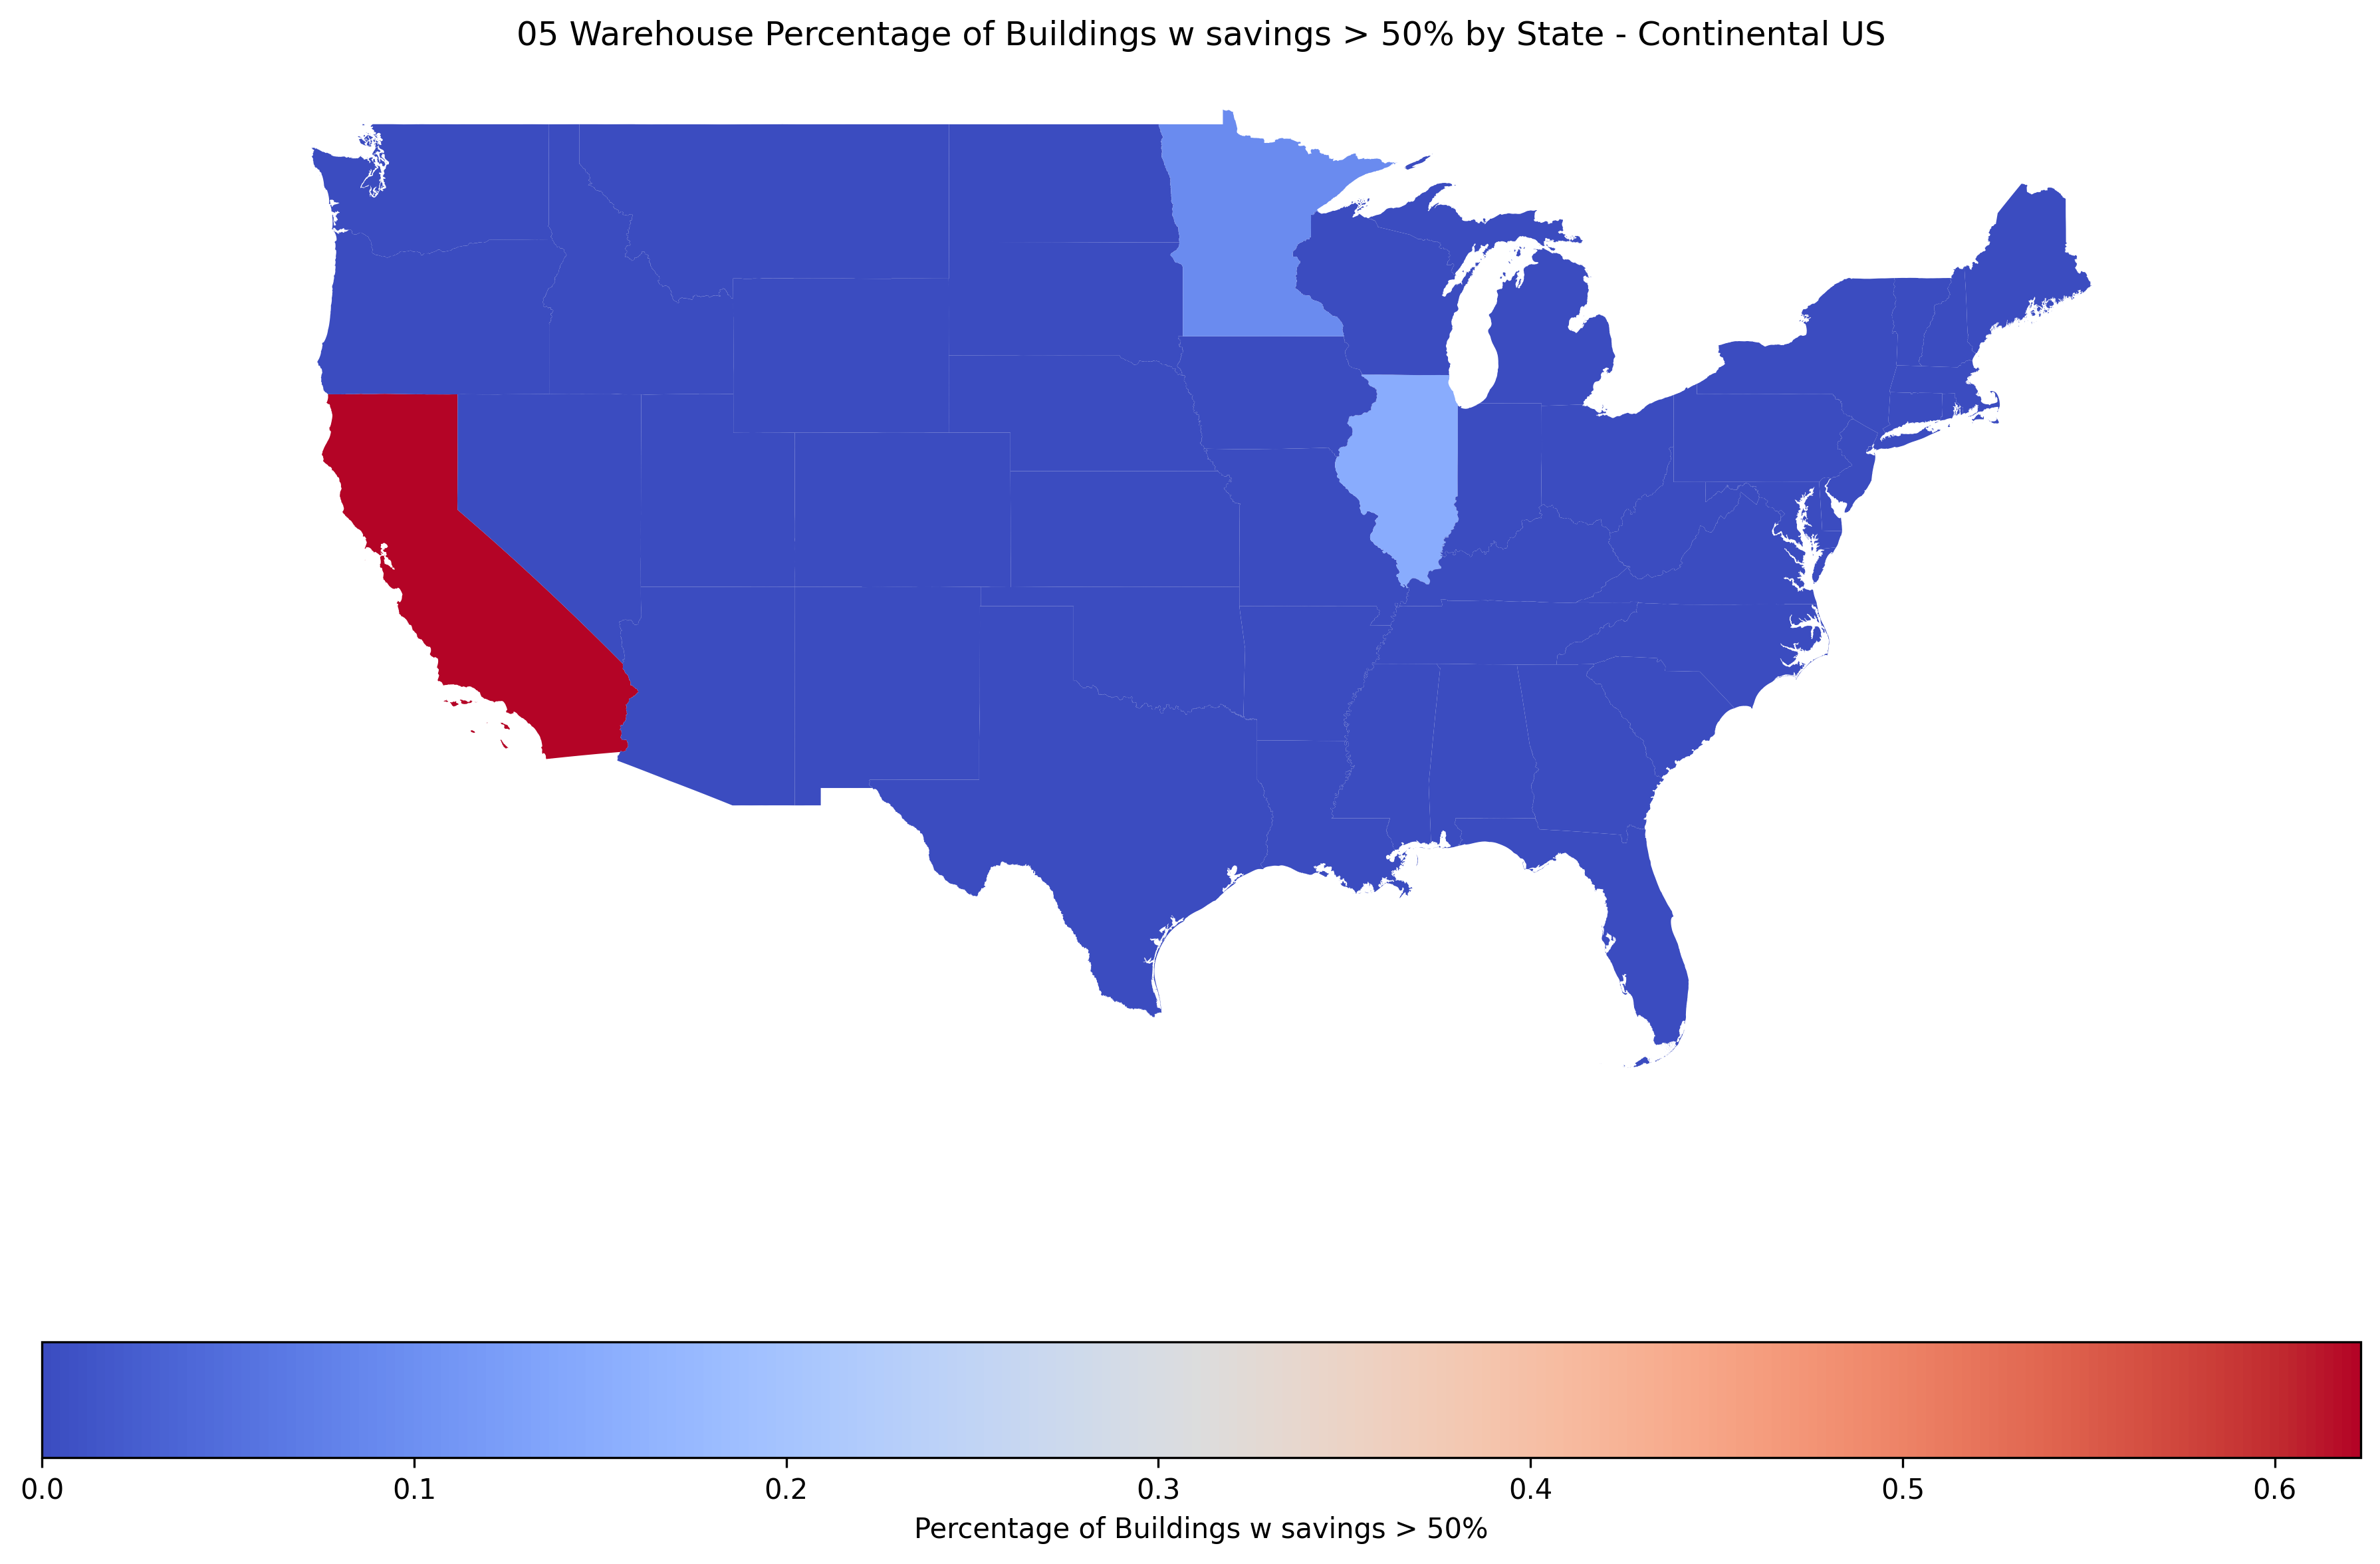 05 Warehouse Percentage of Buildings w savings > 50% by State - Continental US
0.0 0.1 0.2 0.3 0.4 0.5 0.6
Percentage of Buildings w savings > 50%